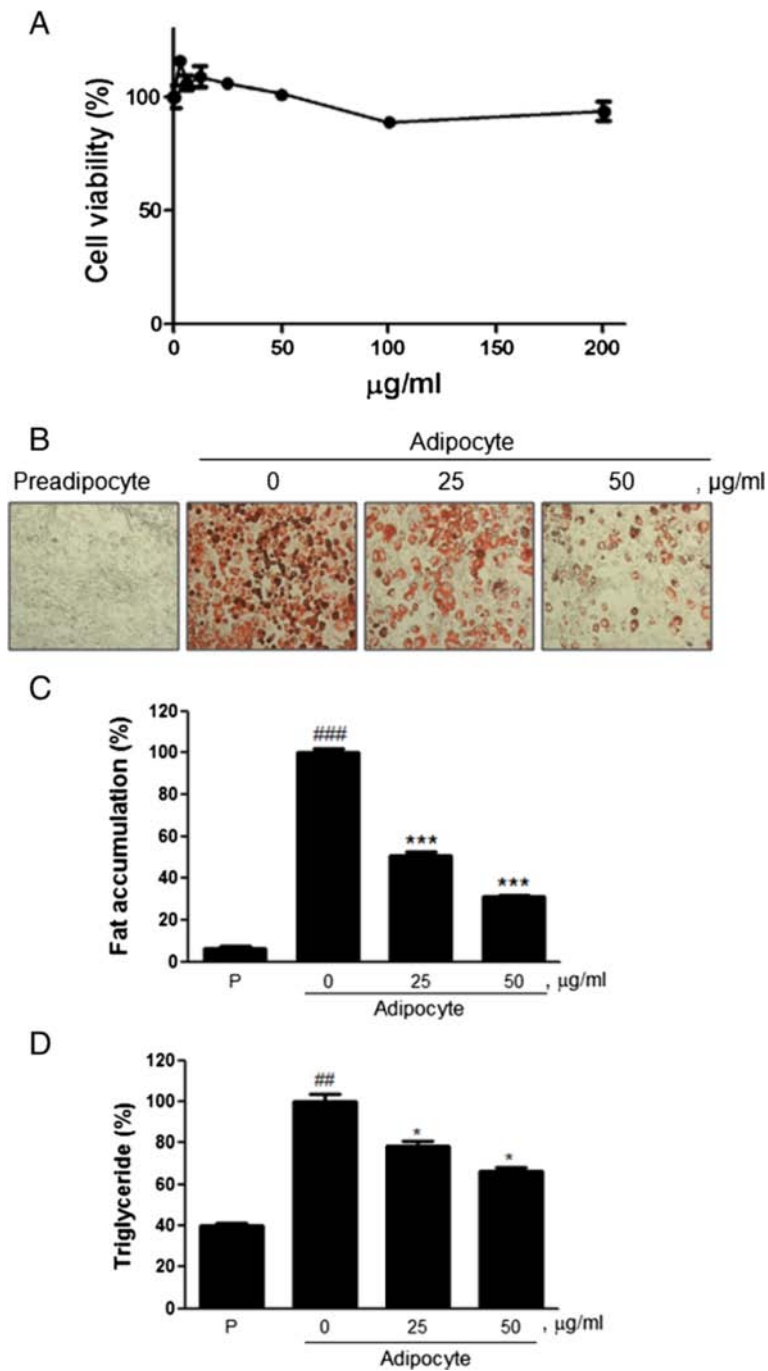 A
Cell viability (%)
100
50
0
0 50 100 150 200
μg/ml
B
Adipocyte
Preadipocyte 0 25 50 , μg/ml
C
Fat accumulation (%)
120
100
80
60
40
20
0
###
***
***
P 0 25 50 , μg/ml
Adipocyte
D
Triglyceride (%)
120
100
80
60
40
20
0
##
*
*
P 0 25 50 , μg/ml
Adipocyte